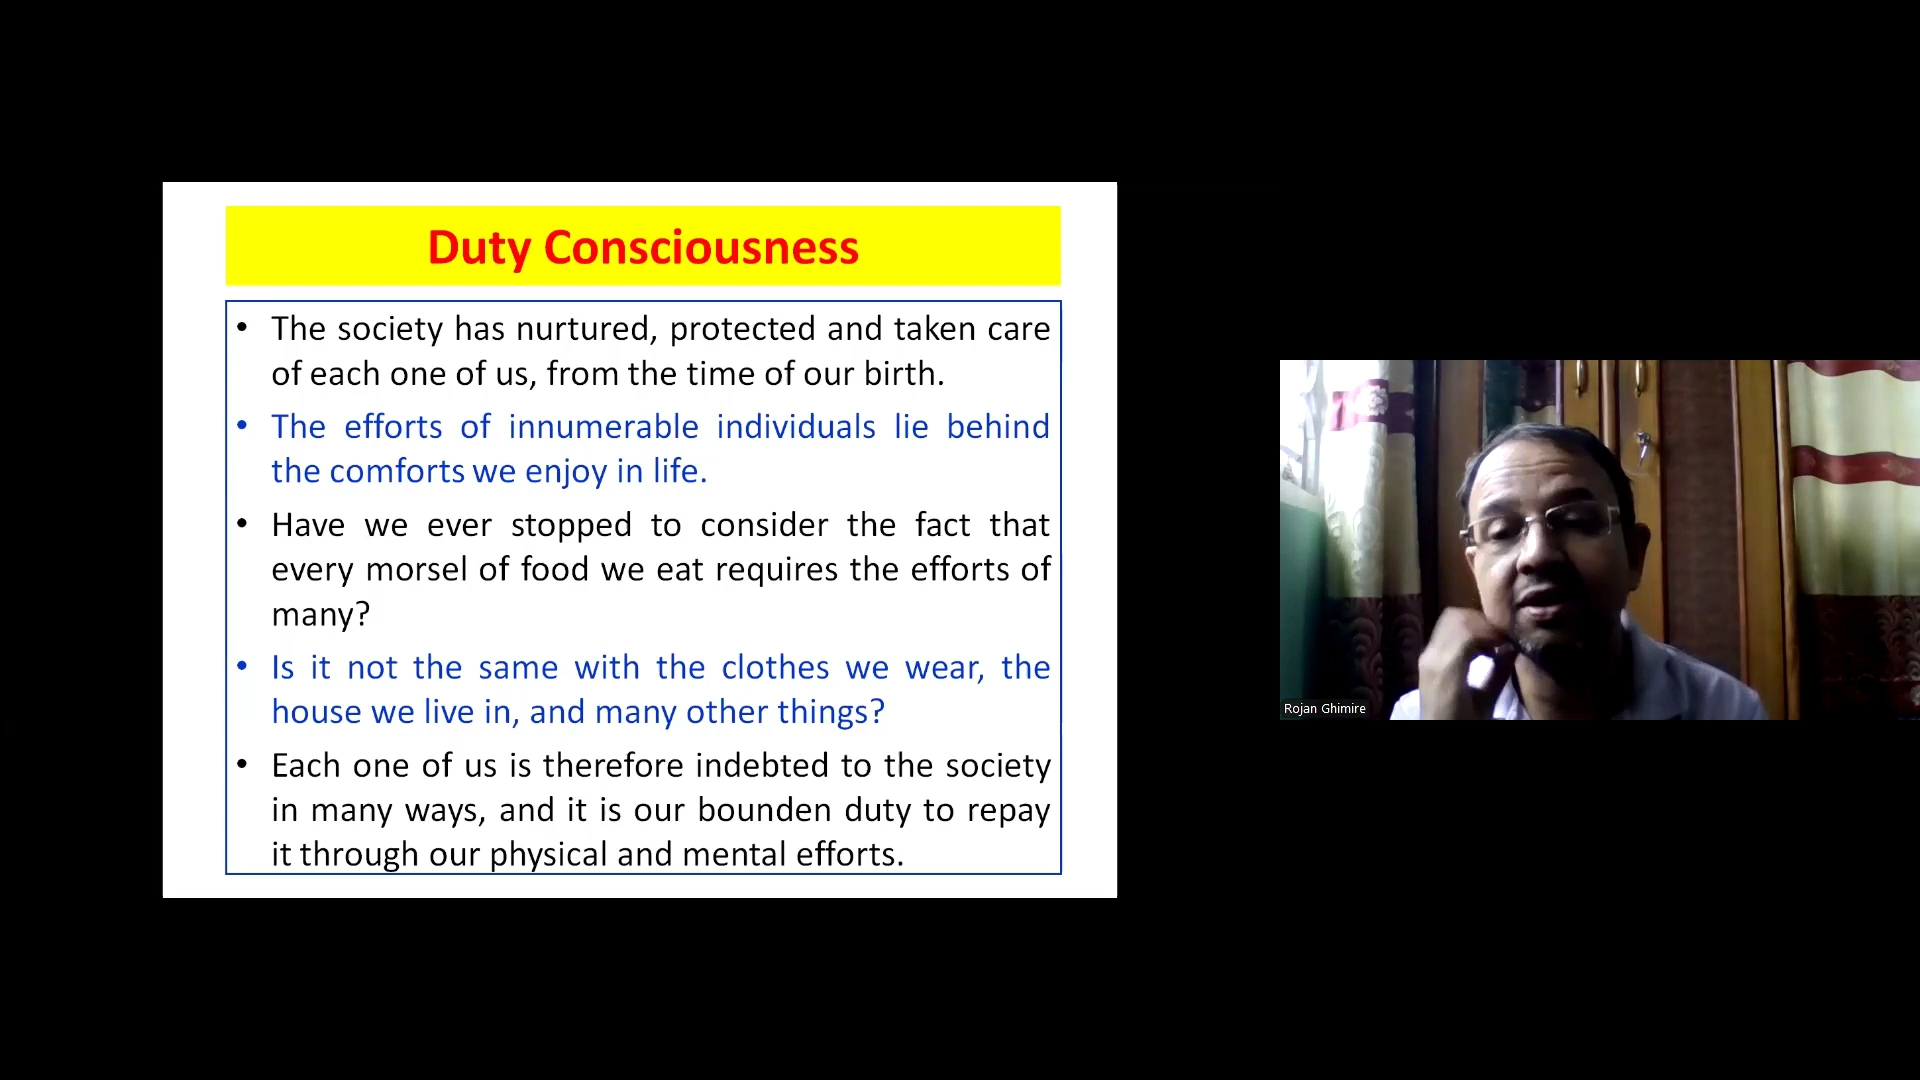 Duty Consciousness
• The society has nurtured, protected and taken care
of each one of us, from the time of our birth.
• The efforts of innumerable individuals lie behind
the comforts we enjoy in life.
• Have we ever stopped to consider the fact that
every morsel of food we eat requires the efforts of
many?
• Is it not the same with the clothes we wear, the
house we live in, and many other things?
• Each one of us is therefore indebted to the society
in many ways, and it is our bounden duty to repay
it through our physical and mental efforts.
Rojan Ghimire